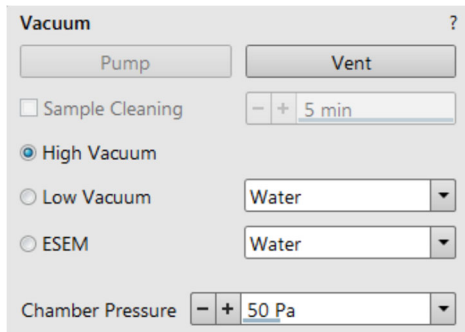 Vacuum ?
Pump Vent
Sample Cleaning − + 5 min
High Vacuum
Low Vacuum Water
ESEM Water
Chamber Pressure − + 50 Pa